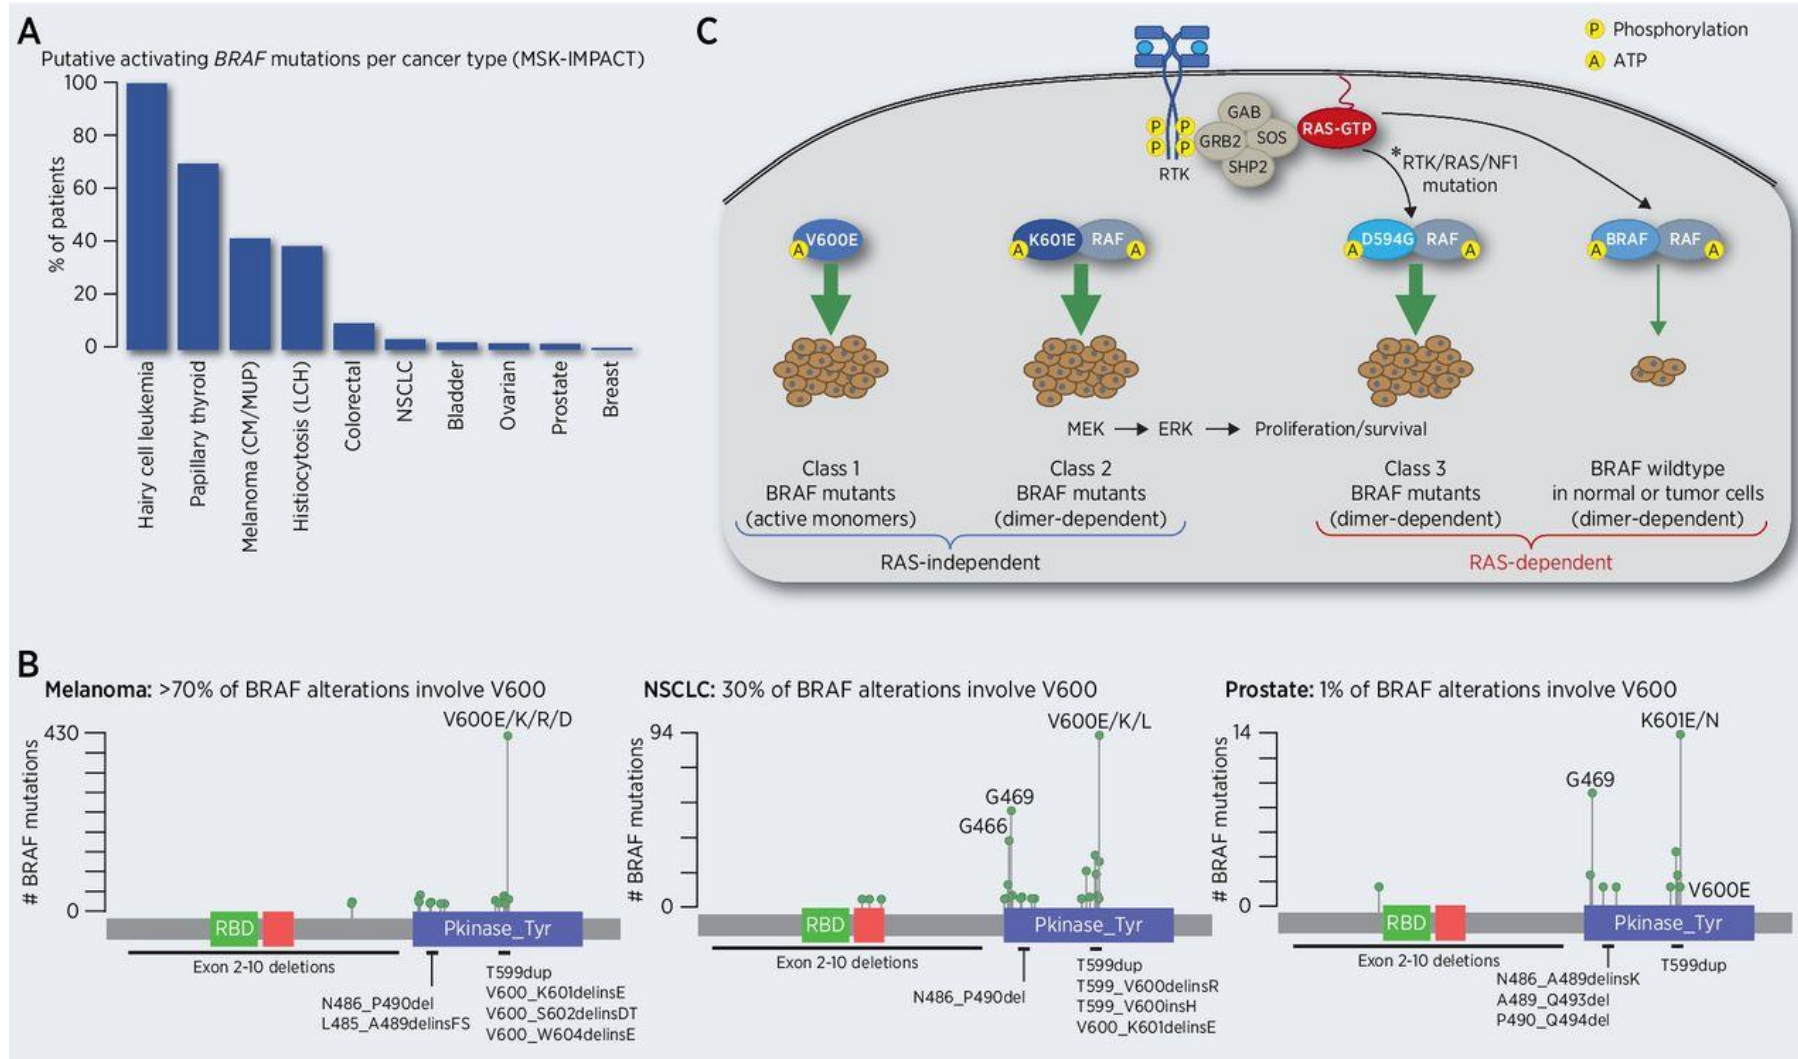 A
Putative activating BRAF mutations per cancer type (MSK-IMPACT)
% of patients
100
80
60
40
20
0
Hairy cell leukemia
Papillary thyroid
Melanoma (CM/MUP)
Histiocytosis (LCH)
Colorectal
NSCLC
Bladder
Ovarian
Prostate
Breast
C
P Phosphorylation
A ATP
P P
P P
RTK
GAB
GRB2 SOS
SHP2
RAS-GTP
*RTK/RAS/NF1
mutation
A V600E
A K601E RAF A
A D594G RAF A
A BRAF RAF A
MEK → ERK → Proliferation/survival
Class 1
BRAF mutants
(active monomers)
Class 2
BRAF mutants
(dimer-dependent)
RAS-independent
Class 3
BRAF mutants
(dimer-dependent)
BRAF wildtype
in normal or tumor cells
(dimer-dependent)
RAS-dependent
B
Melanoma: >70% of BRAF alterations involve V600
V600E/K/R/D
430
0
# BRAF mutations
RBD
Pkinase_Tyr
Exon 2-10 deletions
N486_P490del
L485_A489delinsFS
T599dup
V600_K601delinsE
V600_S602delinsDT
V600_W604delinsE
NSCLC: 30% of BRAF alterations involve V600
V600E/K/L
94
0
# BRAF mutations
G469
G466
RBD
Pkinase_Tyr
Exon 2-10 deletions
N486_P490del
T599dup
T599_V600delinsR
T599_V600insH
V600_K601delinsE
Prostate: 1% of BRAF alterations involve V600
K601E/N
14
0
# BRAF mutations
G469
V600E
RBD
Pkinase_Tyr
Exon 2-10 deletions
N486_A489delinsK
A489_Q493del
P490_Q494del
T599dup